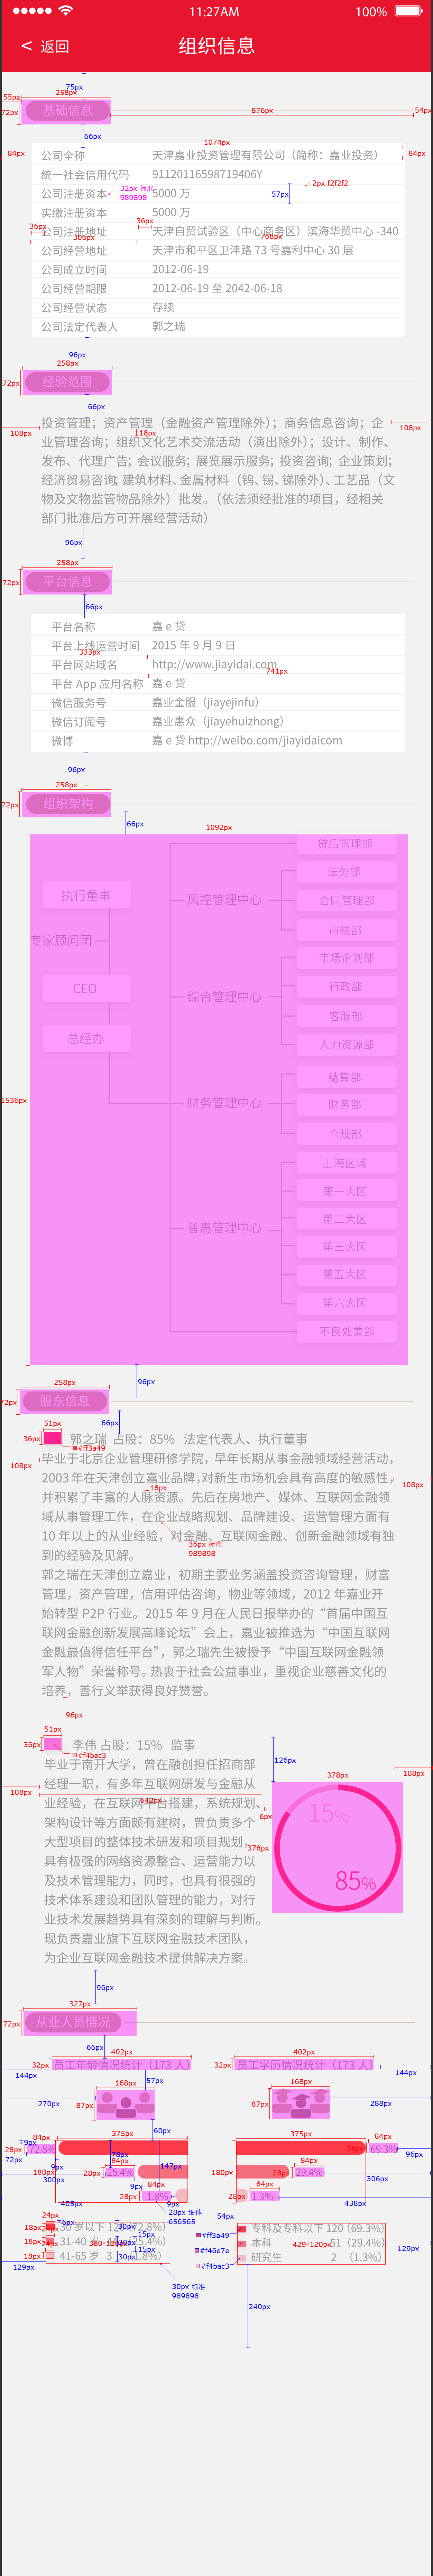 11:27AM
100%
< 返回
组织信息
75px
258px
55px
72px
基础信息
876px
54px
66px
1074px
84px
84px
公司全称 天津嘉业投资管理有限公司（简称：嘉业投资）
统一社会信用代码 91120116598719406Y
32px 标准
989898
2px f2f2f2
公司注册资本 5000 万
57px
实缴注册资本 5000 万
36px
36px
公司注册地址 天津自贸试验区（中心商务区）滨海华贸中心 -340
306px
768px
公司经营地址 天津市和平区卫津路 73 号嘉利中心 30 层
公司成立时间 2012-06-19
公司经营期限 2012-06-19 至 2042-06-18
公司经营状态 存续
公司法定代表人 郭之瑞
96px
258px
72px
经验范围
66px
108px
108px
投资管理；资产管理（金融资产管理除外）；商务信息咨询；企
18px
业管理咨询；组织文化艺术交流活动（演出除外）；设计、制作、
发布、代理广告；会议服务；展览展示服务；投资咨询；企业策划；
经济贸易咨询；建筑材料、金属材料（钨、锡、锑除外）、工艺品（文
物及文物监管物品除外）批发。（依法须经批准的项目，经相关
部门批准后方可开展经营活动）
96px
258px
72px
平台信息
66px
平台名称 嘉 e 贷
平台上线运营时间 2015 年 9 月 9 日
333px
平台网站域名 http://www.jiayidai.com
741px
平台 App 应用名称 嘉 e 贷
微信服务号 嘉业金服（jiayejinfu）
微信订阅号 嘉业惠众（jiayehuizhong）
微博 嘉 e 贷 http://weibo.com/jiayidaicom
96px
258px
72px
组织架构
66px
1092px
贷后管理部
法务部
执行董事
风控管理中心
合同管理部
审核部
专家顾问团
市场企划部
行政部
CEO
综合管理中心
客服部
总经办
人力资源部
结算部
财务管理中心
财务部
1536px
合规部
上海区域
第一大区
第二大区
普惠管理中心
第三大区
第五大区
第六大区
不良处置部
96px
258px
72px
股东信息
66px
51px
36px
郭之瑞 占股：85% 法定代表人、执行董事
#ff3a49
108px
108px
毕业于北京企业管理研修学院，早年长期从事金融领域经营活动，
2003 年在天津创立嘉业品牌，对新生市场机会具有高度的敏感性，
18px
并积累了丰富的人脉资源。先后在房地产、媒体、互联网金融领
域从事管理工作，在企业战略规划、品牌建设、运营管理方面有
10 年以上的从业经验，对金融、互联网金融、创新金融领域有独
36px 标准
989898
到的经验及见解。
郭之瑞在天津创立嘉业，初期主要业务涵盖投资咨询管理，财富
管理，资产管理，信用评估咨询，物业等领域，2012 年嘉业开
始转型 P2P 行业。2015 年 9 月在人民日报举办的“首届中国互
联网金融创新发展高峰论坛”会上，嘉业被推选为“中国互联网
金融最值得信任平台”，郭之瑞先生被授予“中国互联网金融领
军人物”荣誉称号。热衷于社会公益事业，重视企业慈善文化的
培养，善行义举获得良好赞誉。
96px
51px
36px
李伟 占股：15% 监事
#f4bac3
126px
108px
108px
378px
毕业于南开大学，曾在融创担任招商部
经理一职，有多年互联网研发与金融从
642px
业经验，在互联网平台搭建，系统规划、
6px
架构设计等方面颇有建树，曾负责多个
大型项目的整体技术研发和项目规划，
378px
具有极强的网络资源整合、运营能力以
及技术管理能力，同时，也具有很强的
技术体系建设和团队管理的能力，对行
业技术发展趋势具有深刻的理解与判断。
现负责嘉业旗下互联网金融技术团队，
为企业互联网金融技术提供解决方案。
15%
85%
96px
327px
72px
从业人员情况
66px
402px
402px
32px
32px
员工年龄情况统计（173 人）
员工学历情况统计（173 人）
144px
144px
57px
168px
168px
270px
87px
87px
288px
60px
375px
375px
84px
84px
9px
28px
72.8%
28px
69.3%
78px
96px
9px
147px
84px
84px
180px
28px
25.4%
180px
28px
29.4%
300px
306px
9px
84px
84px
28px
1.8%
28px
1.3%
405px
9px
438px
28px 细体
656565
24px
54px
6px
18px
30 岁以下
30px
专科及专科以下 120 (69.3%)
24px
15px
#ff3a49
18px
31-40 岁
360-120px
30px
本科 51 (29.4%)
429-120px
129px
15px
#f46e7e
18px
41-65 岁 3
30px
研究生 2 （1.3%）
129px
#f4bac3
30px 标准
989898
240px